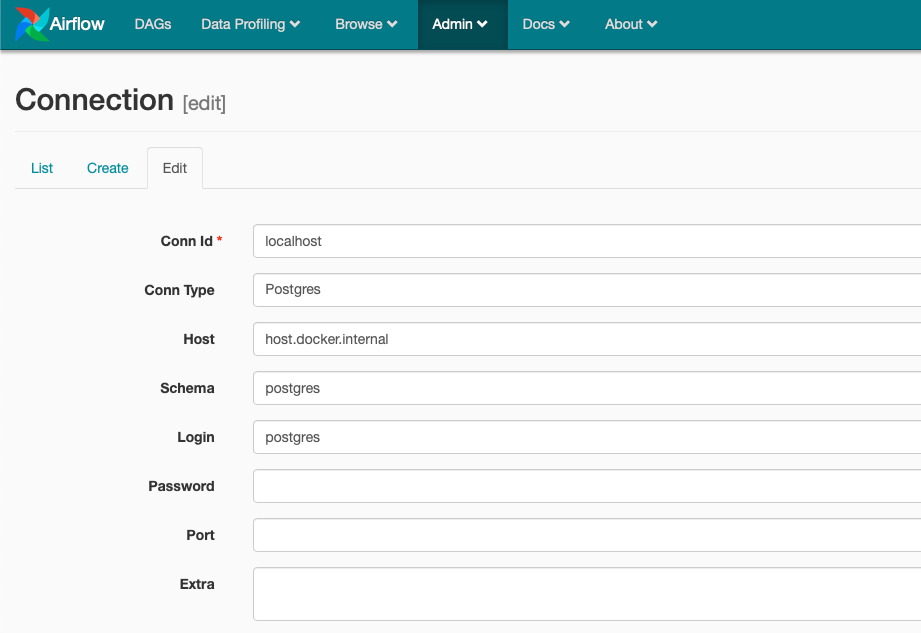 Airflow DAGs Data Profiling Browse Admin Docs About
Connection [edit]
List Create Edit
Conn Id * localhost
Conn Type Postgres
Host host.docker.internal
Schema postgres
Login postgres
Password
Port
Extra